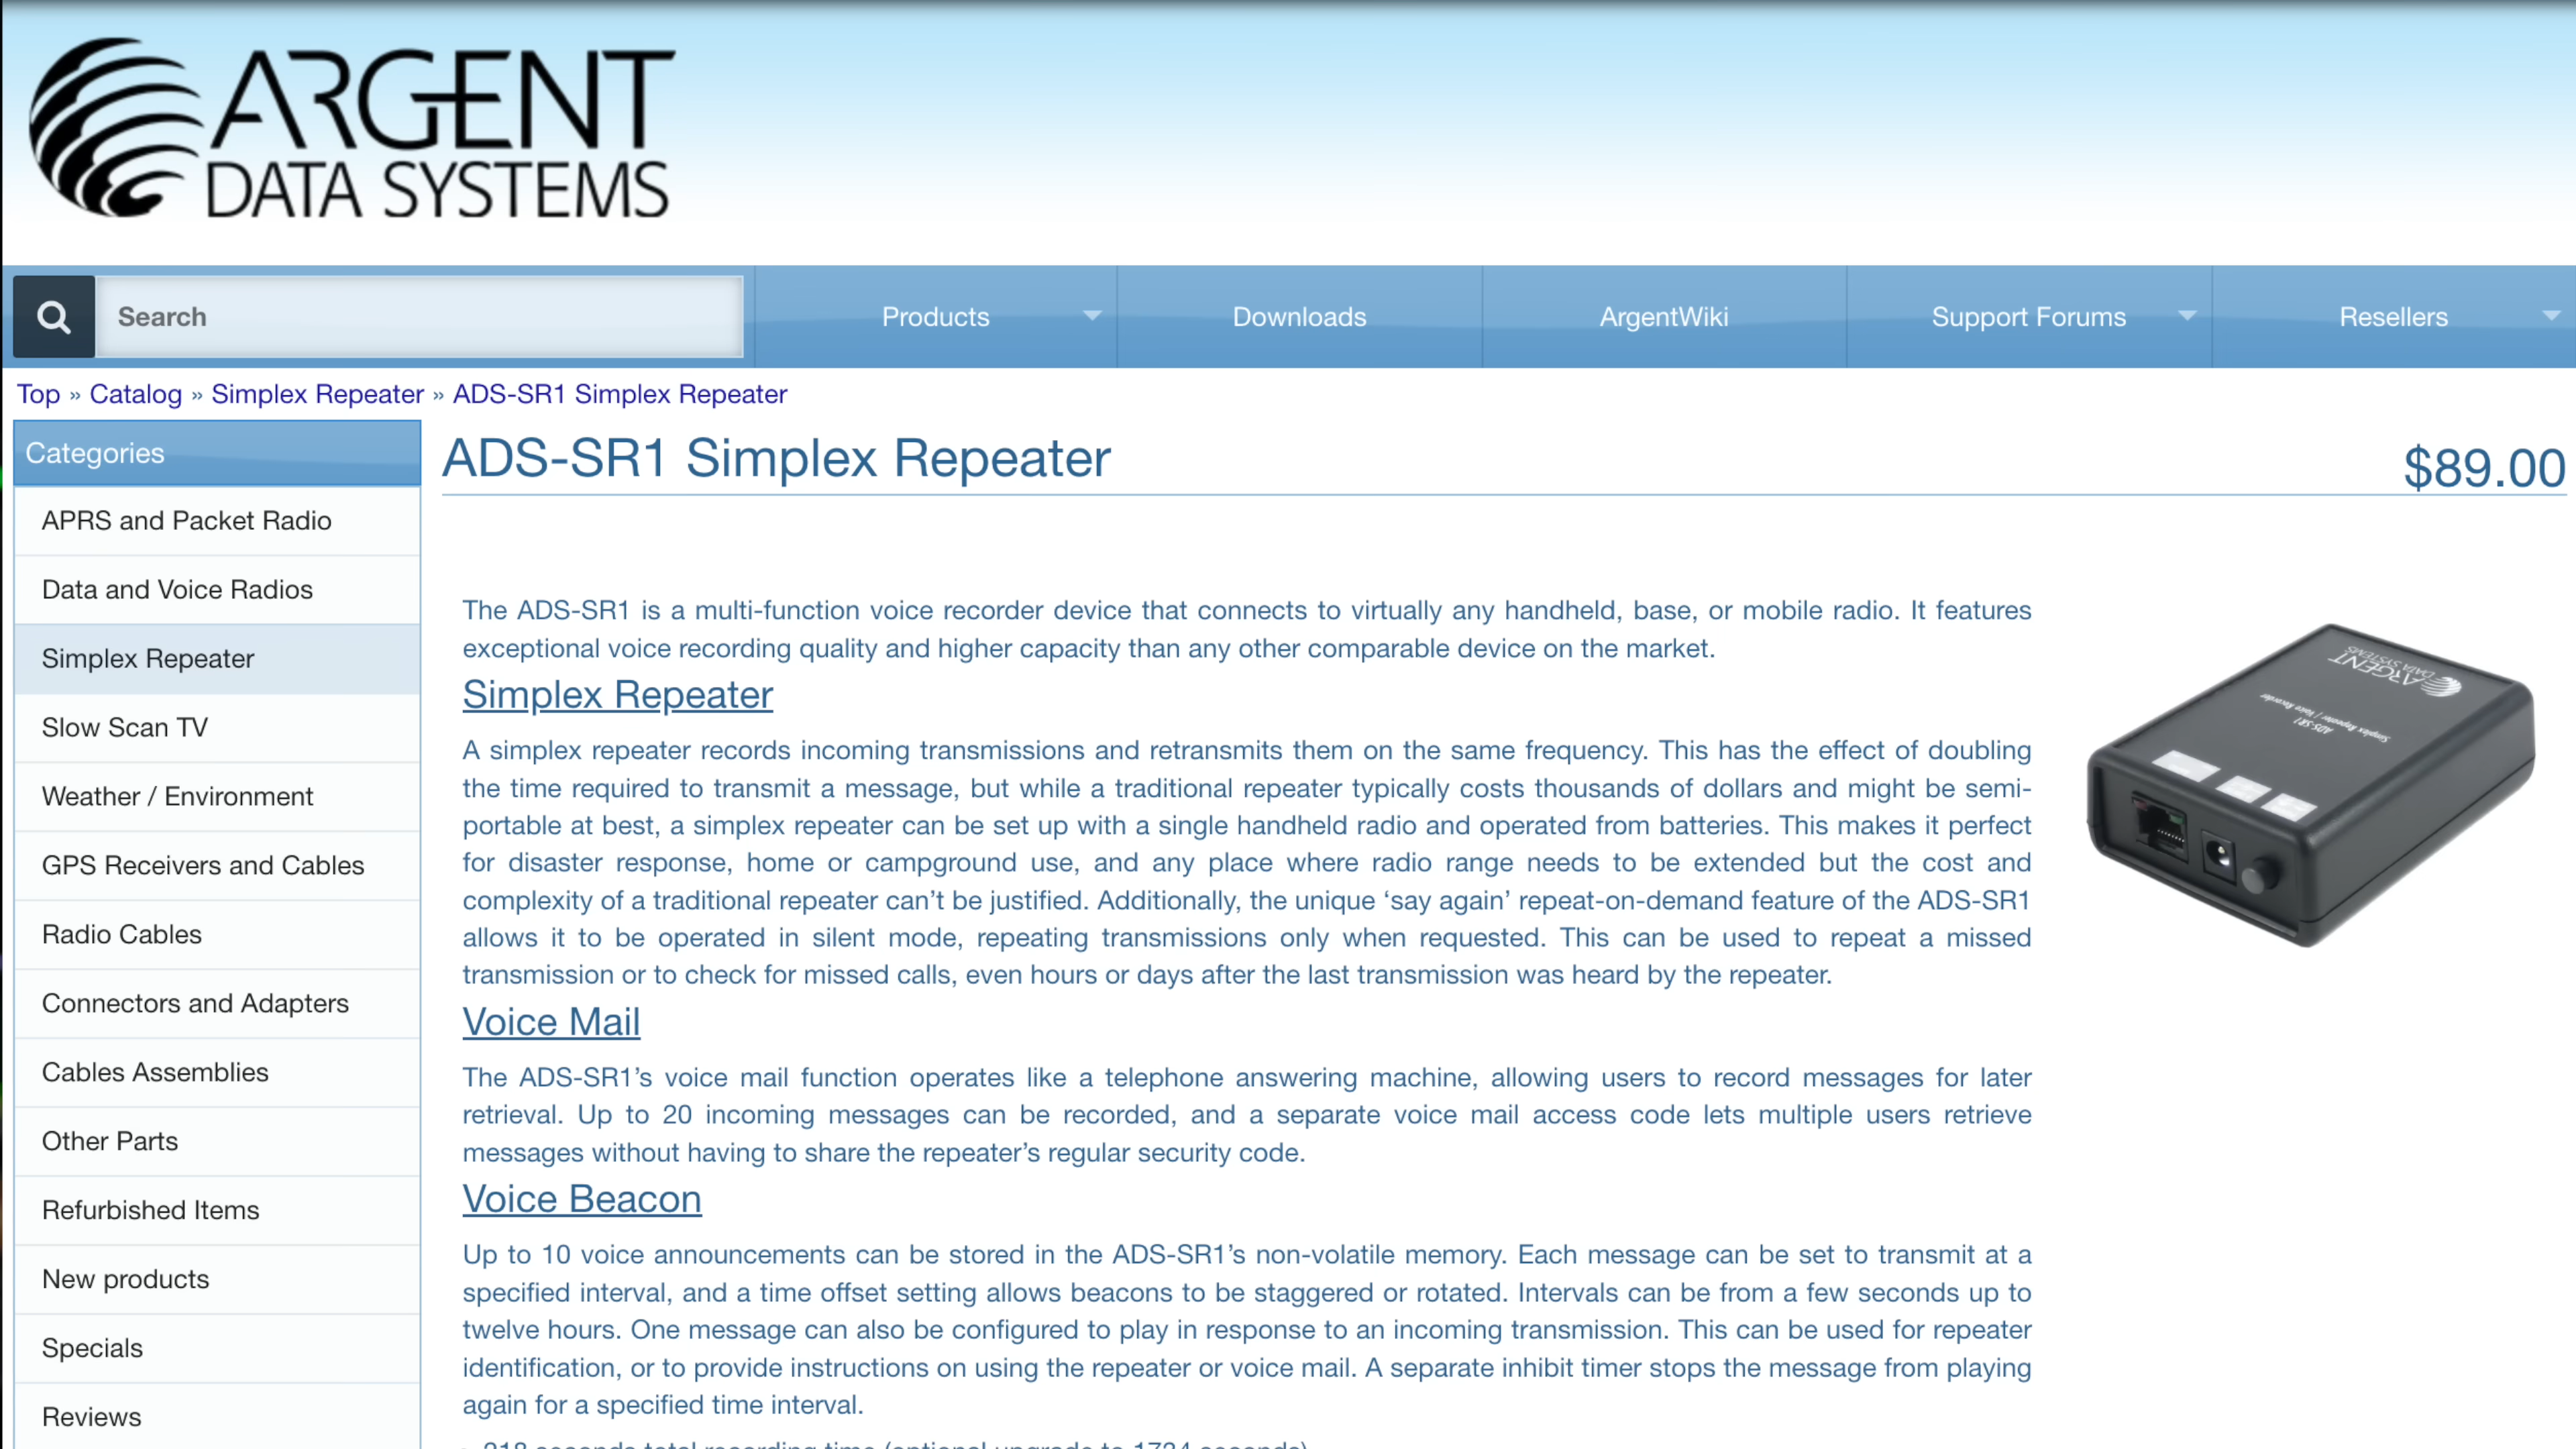 ARGENT
DATA SYSTEMS
Search
Products
Downloads
ArgentWiki
Support Forums
Resellers
Top » Catalog » Simplex Repeater » ADS-SR1 Simplex Repeater
Categories
APRS and Packet Radio
Data and Voice Radios
Simplex Repeater
Slow Scan TV
Weather / Environment
GPS Receivers and Cables
Radio Cables
Connectors and Adapters
Cables Assemblies
Other Parts
Refurbished Items
New products
Specials
Reviews
ADS-SR1 Simplex Repeater
$89.00
The ADS-SR1 is a multi-function voice recorder device that connects to virtually any handheld, base, or mobile radio. It features
exceptional voice recording quality and higher capacity than any other comparable device on the market.
Simplex Repeater
A simplex repeater records incoming transmissions and retransmits them on the same frequency. This has the effect of doubling
the time required to transmit a message, but while a traditional repeater typically costs thousands of dollars and might be semi-
portable at best, a simplex repeater can be set up with a single handheld radio and operated from batteries. This makes it perfect
for disaster response, home or campground use, and any place where radio range needs to be extended but the cost and
complexity of a traditional repeater can’t be justified. Additionally, the unique ‘say again’ repeat-on-demand feature of the ADS-SR1
allows it to be operated in silent mode, repeating transmissions only when requested. This can be used to repeat a missed
transmission or to check for missed calls, even hours or days after the last transmission was heard by the repeater.
Voice Mail
The ADS-SR1’s voice mail function operates like a telephone answering machine, allowing users to record messages for later
retrieval. Up to 20 incoming messages can be recorded, and a separate voice mail access code lets multiple users retrieve
messages without having to share the repeater’s regular security code.
Voice Beacon
Up to 10 voice announcements can be stored in the ADS-SR1’s non-volatile memory. Each message can be set to transmit at a
specified interval, and a time offset setting allows beacons to be staggered or rotated. Intervals can be from a few seconds up to
twelve hours. One message can also be configured to play in response to an incoming transmission. This can be used for repeater
identification, or to provide instructions on using the repeater or voice mail. A separate inhibit timer stops the message from playing
again for a specified time interval.
seconds total recording time (optional upgrade to seconds)
ARGENT
DATA SYSTEMS
ADS-SR1
Simplex Repeater / Voice Recorder